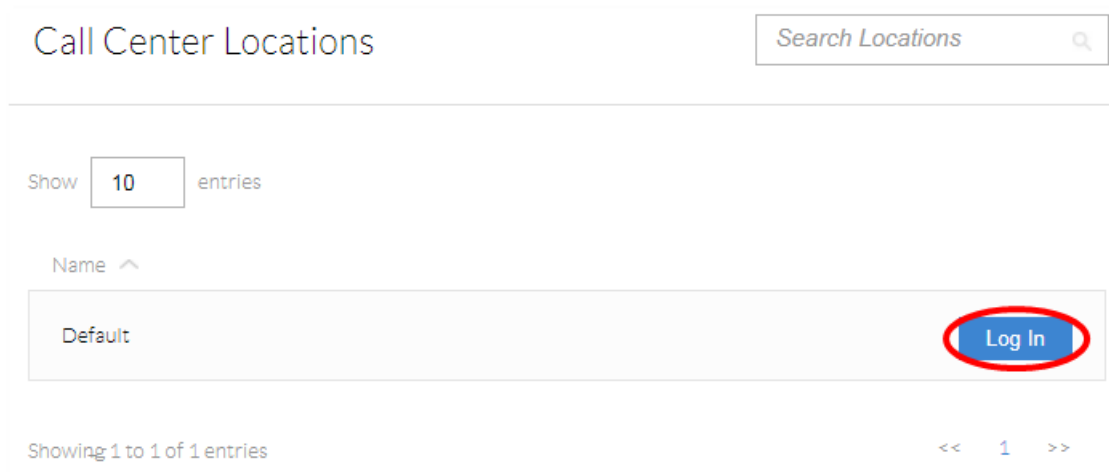 Call Center Locations
Search Locations
Show 10 entries
Name
Default
Log In
Showing 1 to 1 of 1 entries
<< 1 >>